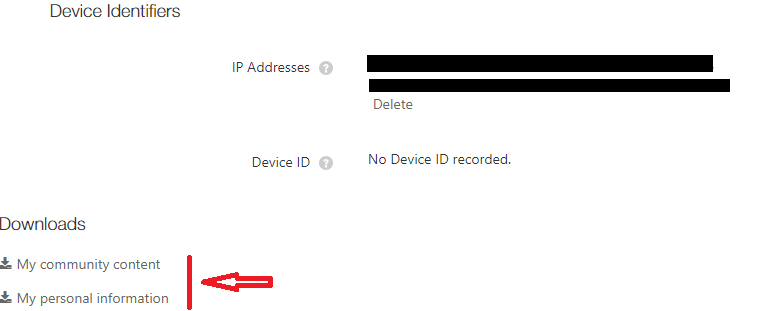 Device Identifiers
IP Addresses ?
Delete
Device ID ? No Device ID recorded.
Downloads
My community content
My personal information